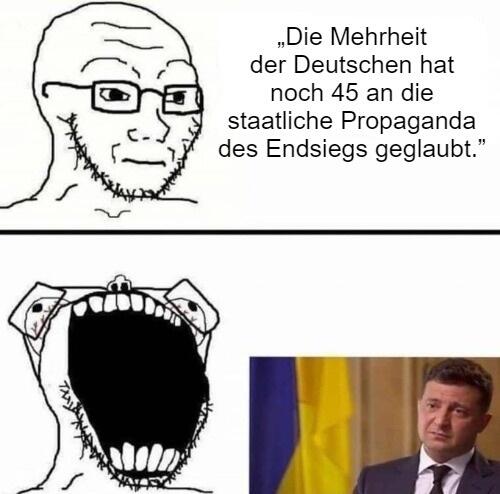 „Die Mehrheit
der Deutschen hat
noch 45 an die
staatliche Propaganda
des Endsiegs geglaubt.”